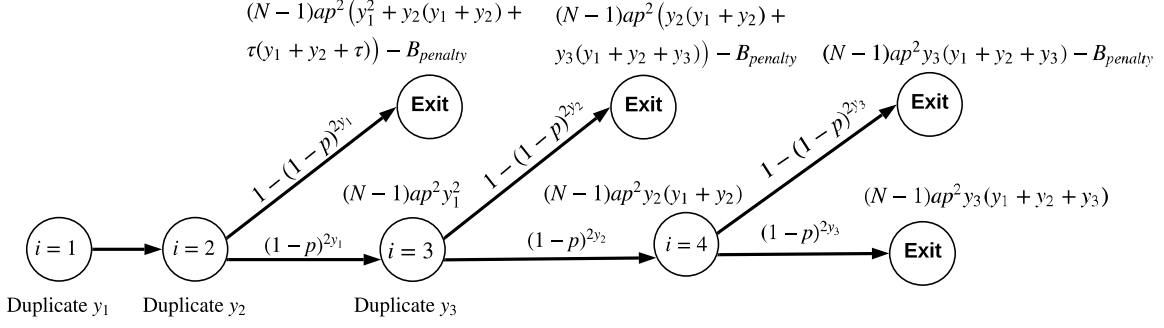 (N − 1)ap²(y₁² + y₂(y₁ + y₂) +
τ(y₁ + y₂ + τ)) − B_penalty
(N − 1)ap²(y₂(y₁ + y₂) +
y₃(y₁ + y₂ + y₃)) − B_penalty
(N − 1)ap²y₃(y₁ + y₂ + y₃) − B_penalty
Exit
Exit
Exit
1 − (1 − p)^{2y₁}
1 − (1 − p)^{2y₂}
1 − (1 − p)^{2y₃}
(N − 1)ap²y₁²
(N − 1)ap²y₂(y₁ + y₂)
(N − 1)ap²y₃(y₁ + y₂ + y₃)
i = 1
i = 2
(1 − p)^{2y₁}
i = 3
(1 − p)^{2y₂}
i = 4
(1 − p)^{2y₃}
Exit
Duplicate y₁
Duplicate y₂
Duplicate y₃